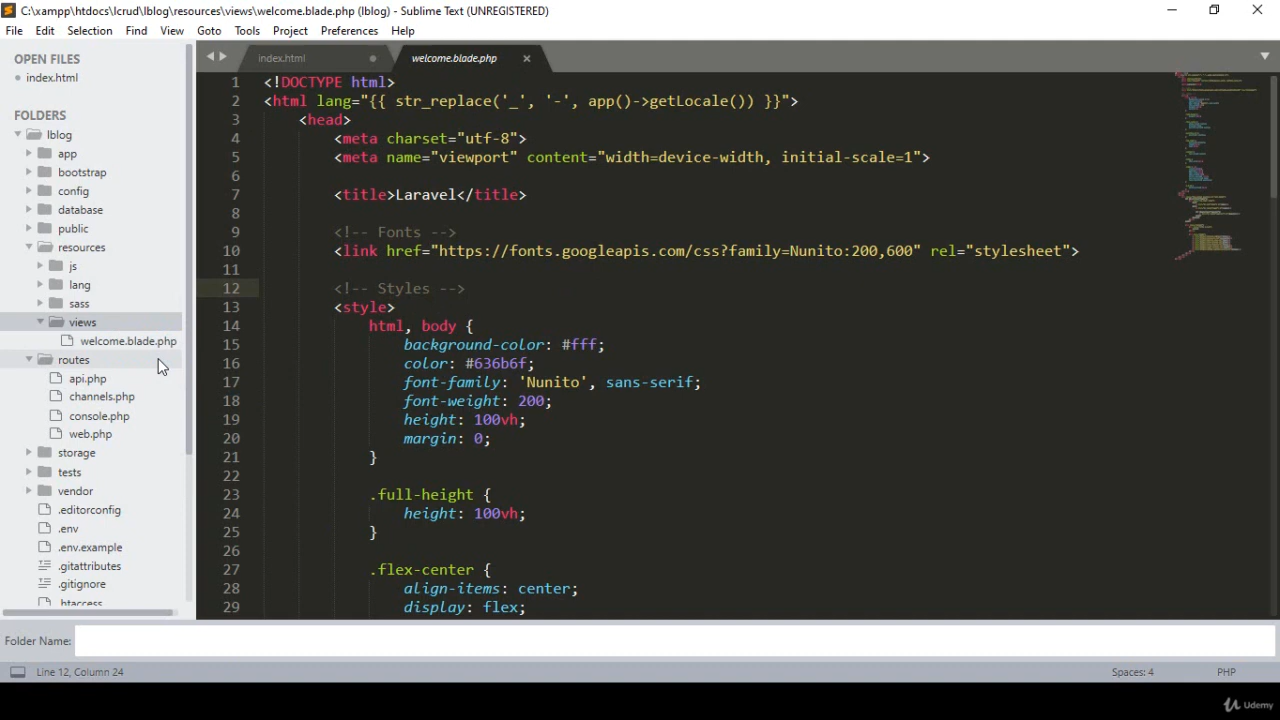 C:\xampp\htdocs\lcrud\lblog\resources\views\welcome.blade.php (lblog) - Sublime Text (UNREGISTERED)
File Edit Selection Find View Goto Tools Project Preferences Help
OPEN FILES
index.html
FOLDERS
lblog
app
bootstrap
config
database
public
resources
js
lang
sass
views
welcome.blade.php
routes
api.php
channels.php
console.php
web.php
storage
tests
vendor
.editorconfig
.env
.env.example
.gitattributes
.gitignore
.htaccess
index.html welcome.blade.php
1 <!DOCTYPE html>
2 <html lang="{{ str_replace('_', '-', app()->getLocale()) }}">
3 <head>
4 <meta charset="utf-8">
5 <meta name="viewport" content="width=device-width, initial-scale=1">
6
7 <title>Laravel</title>
8
9 <!-- Fonts -->
10 <link href="https://fonts.googleapis.com/css?family=Nunito:200,600" rel="stylesheet">
11
12 <!-- Styles -->
13 <style>
14 html, body {
15 background-color: #fff;
16 color: #636b6f;
17 font-family: 'Nunito', sans-serif;
18 font-weight: 200;
19 height: 100vh;
20 margin: 0;
21 }
22
23 .full-height {
24 height: 100vh;
25 }
26
27 .flex-center {
28 align-items: center;
29 display: flex;
Folder Name:
Line 12, Column 24
Spaces: 4
PHP
Udemy